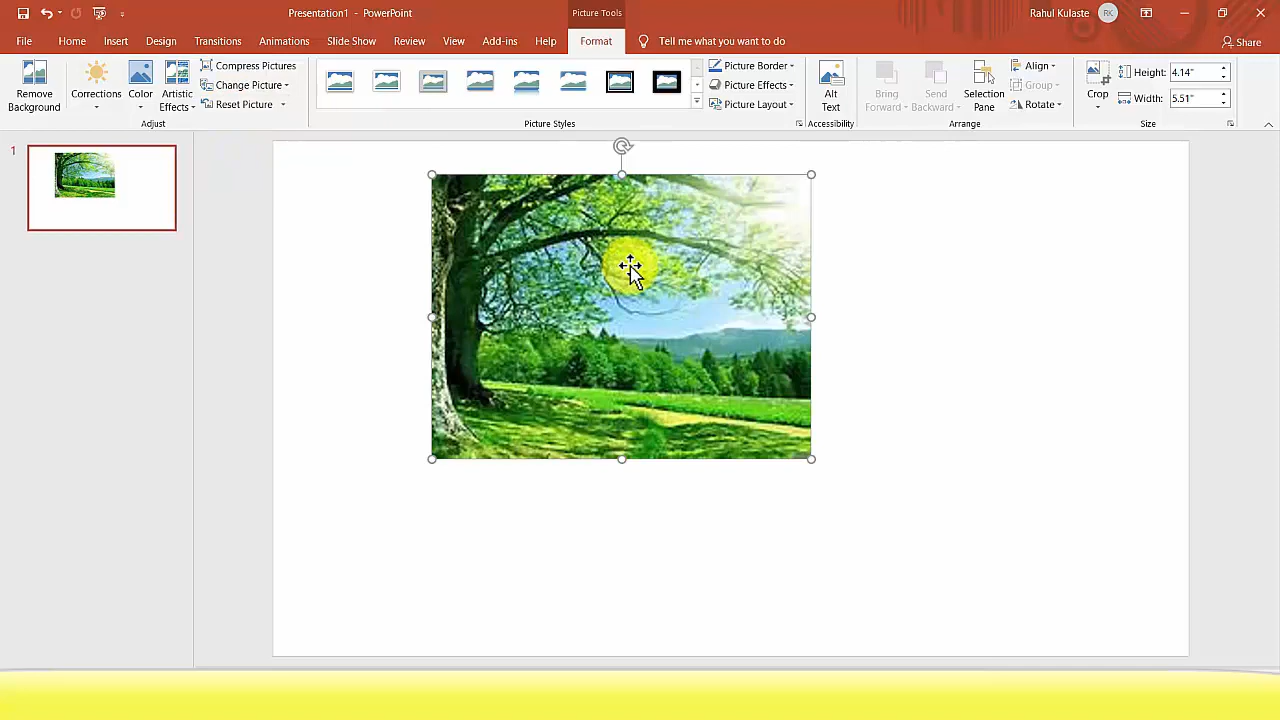 Presentation1 - PowerPoint
Picture Tools
Rahul Kulaste RK
File Home Insert Design Transitions Animations Slide Show Review View Add-ins Help Format Tell me what you want to do Share
Remove Background
Corrections
Color
Artistic Effects
Compress Pictures
Change Picture
Reset Picture
Adjust
Picture Styles
Picture Border
Picture Effects
Picture Layout
Alt Text
Accessibility
Bring Forward
Send Backward
Selection Pane
Align
Group
Rotate
Arrange
Crop
Height: 4.14"
Width: 5.51"
Size
1